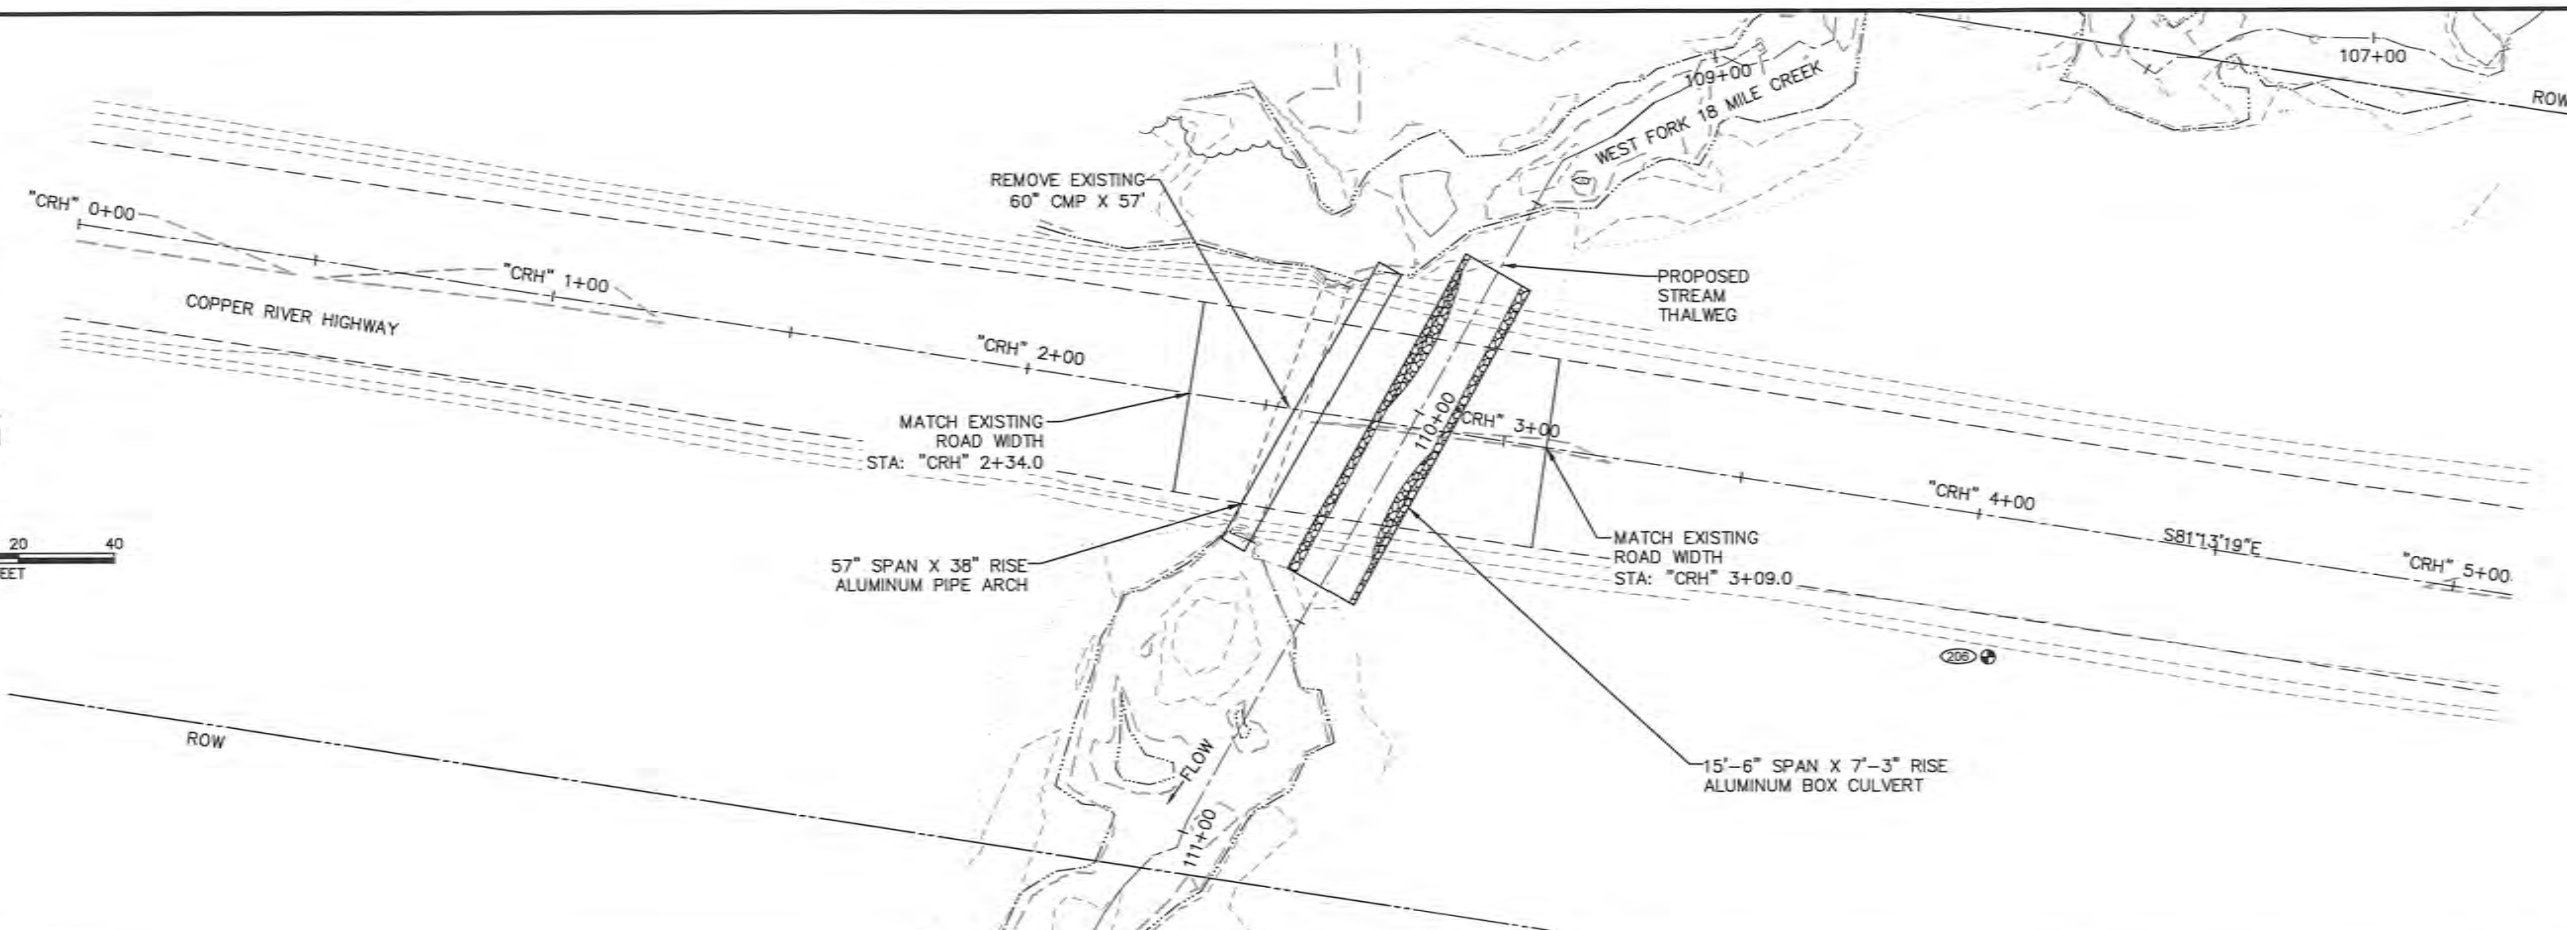 107+00
ROW
109+00
WEST FORK 18 MILE CREEK
REMOVE EXISTING
60" CMP X 57'
"CRH" 0+00
"CRH" 1+00
COPPER RIVER HIGHWAY
"CRH" 2+00
PROPOSED
STREAM
THALWEG
MATCH EXISTING
ROAD WIDTH
STA: "CRH" 2+34.0
110+00
"CRH" 3+00
"CRH" 4+00
S81°13'19"E
"CRH" 5+00
20 40
EET
57" SPAN X 38" RISE
ALUMINUM PIPE ARCH
MATCH EXISTING
ROAD WIDTH
STA: "CRH" 3+09.0
206
ROW
FLOW
15'-6" SPAN X 7'-3" RISE
ALUMINUM BOX CULVERT
111+00